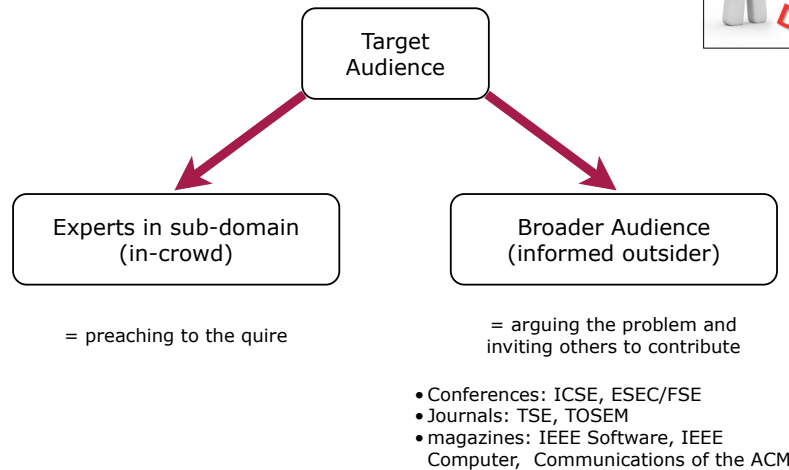 Target
Audience
Experts in sub-domain
(in-crowd)
Broader Audience
(informed outsider)
= preaching to the quire
= arguing the problem and
inviting others to contribute
• Conferences: ICSE, ESEC/FSE
• Journals: TSE, TOSEM
• magazines: IEEE Software, IEEE
Computer, Communications of the ACM